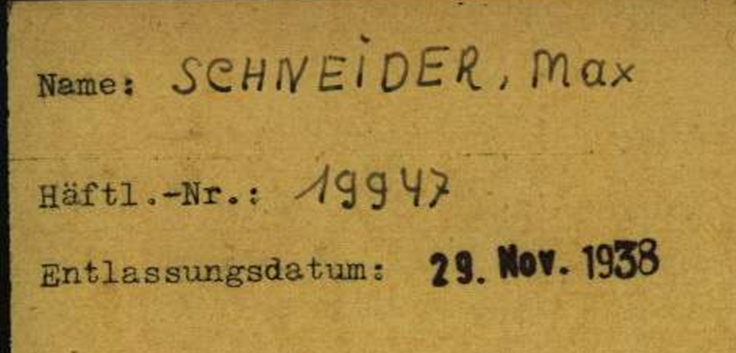 Name: SCHNEiDER, Max
Häftl.-Nr.: 19947
Entlassungsdatum: 29. Nov. 1938